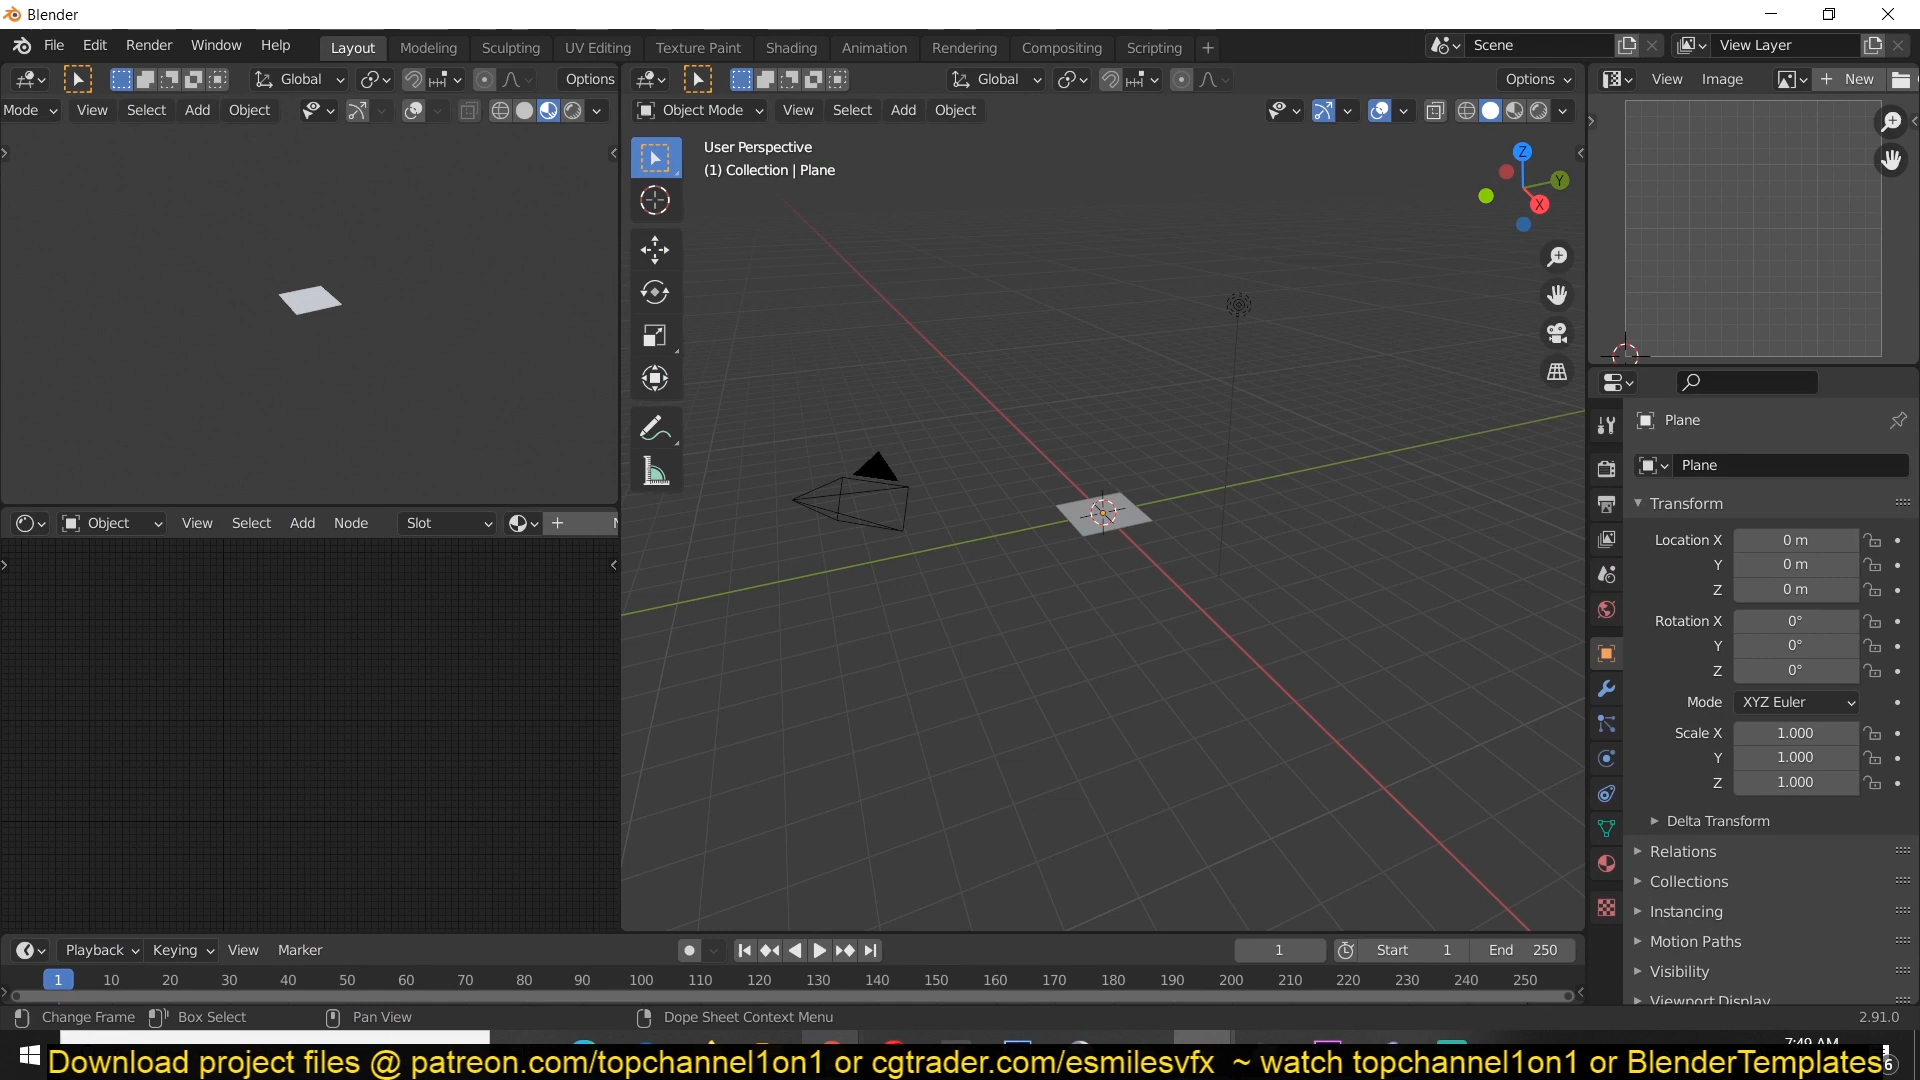 Blender
File Edit Render Window Help Layout Modeling Sculpting UV Editing Texture Paint Shading Animation Rendering Compositing Scripting + Scene View Layer
Global Options Global Options View Image New
Mode View Select Add Object Object Mode View Select Add Object
User Perspective
(1) Collection | Plane
Z
Y
X
Plane
Plane
Transform
Location X 0 m
Y 0 m
Z 0 m
Rotation X 0°
Y 0°
Z 0°
Mode XYZ Euler
Scale X 1.000
Y 1.000
Z 1.000
Delta Transform
Relations
Collections
Instancing
Motion Paths
Visibility
Viewport Display
Object View Select Add Node Slot
Playback Keying View Marker 1 Start 1 End 250
1 10 20 30 40 50 60 70 80 90 100 110 120 130 140 150 160 170 180 190 200 210 220 230 240 250
Change Frame Box Select Pan View Dope Sheet Context Menu 2.91.0
7:49 AM
Download project files @ patreon.com/topchannel1on1 or cgtrader.com/esmilesvfx ~ watch topchannel1on1 or BlenderTemplates